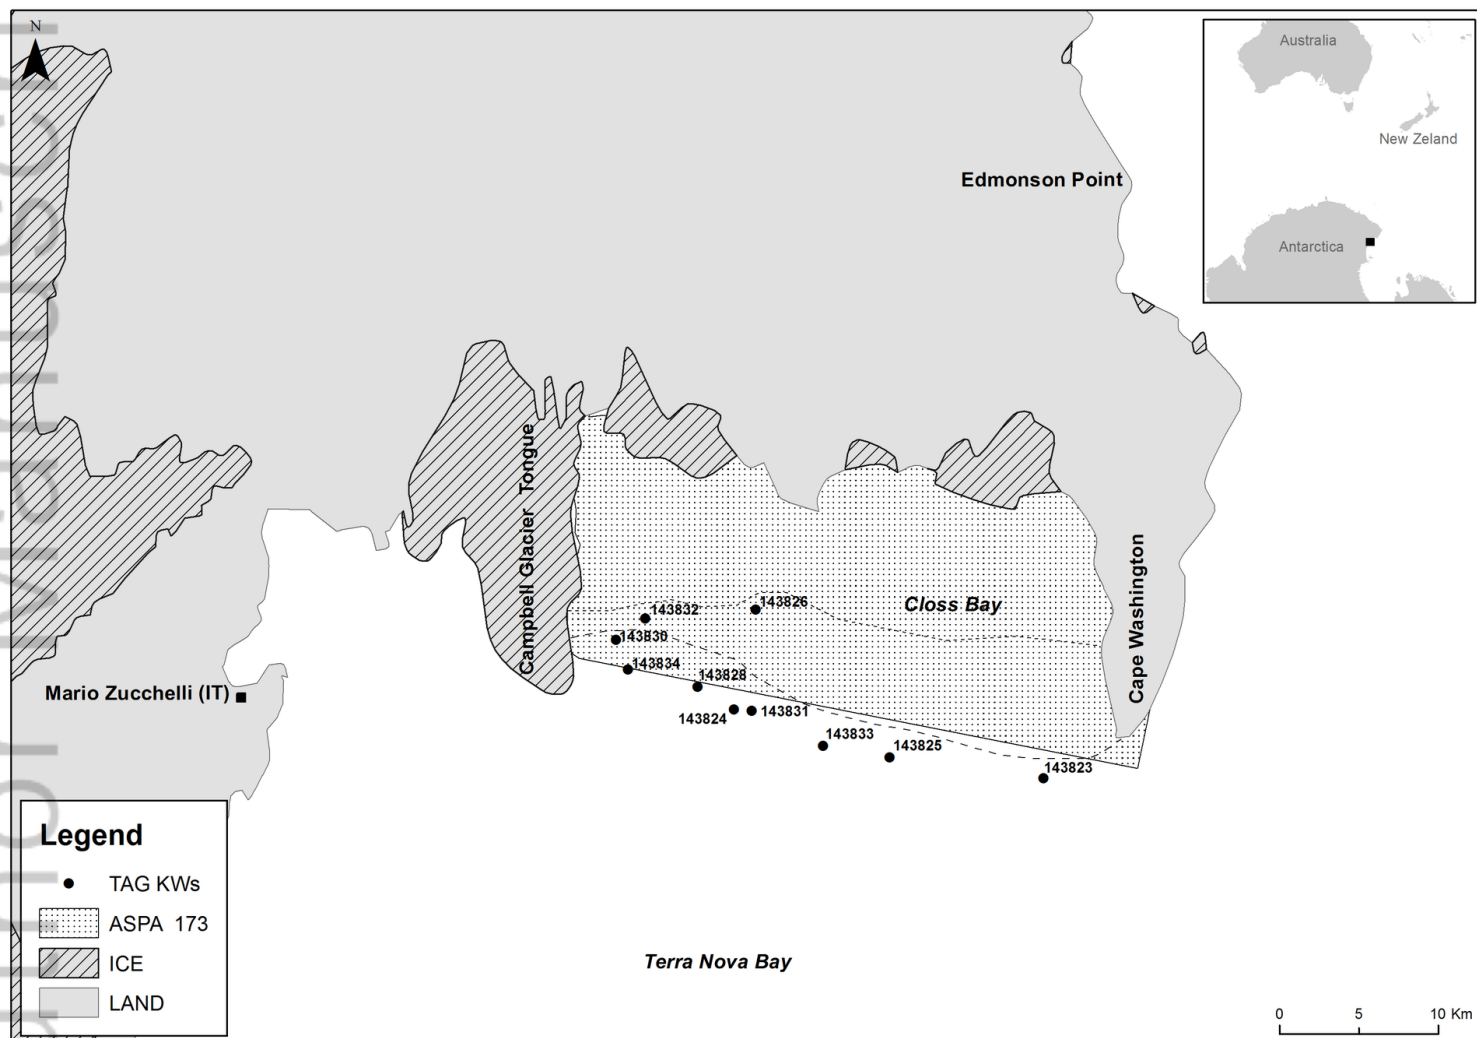 N
Australia
New Zeland
Antarctica
Edmonson Point
Campbell Glacier Tongue
Closs Bay
Cape Washington
143832
143826
143830
143834
143828
143824
143831
143833
143825
143823
Mario Zucchelli (IT)
Terra Nova Bay
Legend
TAG KWs
ASPA 173
ICE
LAND
0 5 10 Km